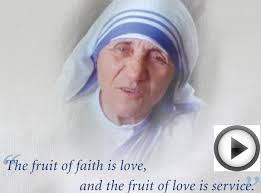 "The fruit of faith is love,
and the fruit of love is service."